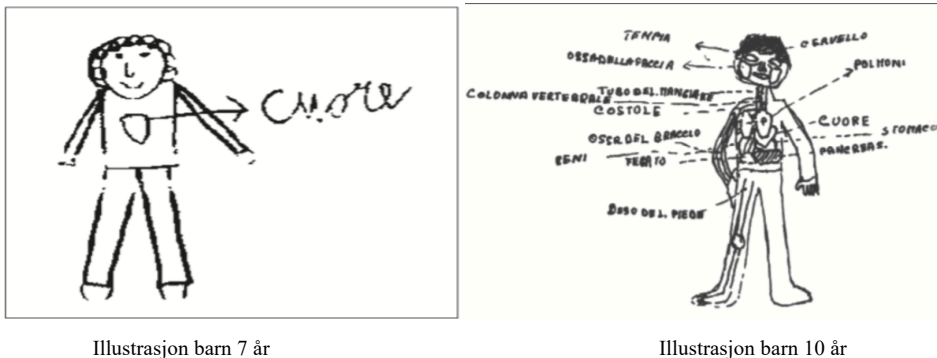 cuore
TEMPIA
CERVELLO
OSSA DELLA FACCIA
POLMONI
TUBO DEL MANGIARE
COLONNA VERTEBRALE
COSTOLE
CUORE
OSSA DEL BRACCIO
STOMACO
RENI
FEGATO
PANCREAS.
OSSO DEL PIEDE
Illustrasjon barn 7 år
Illustrasjon barn 10 år